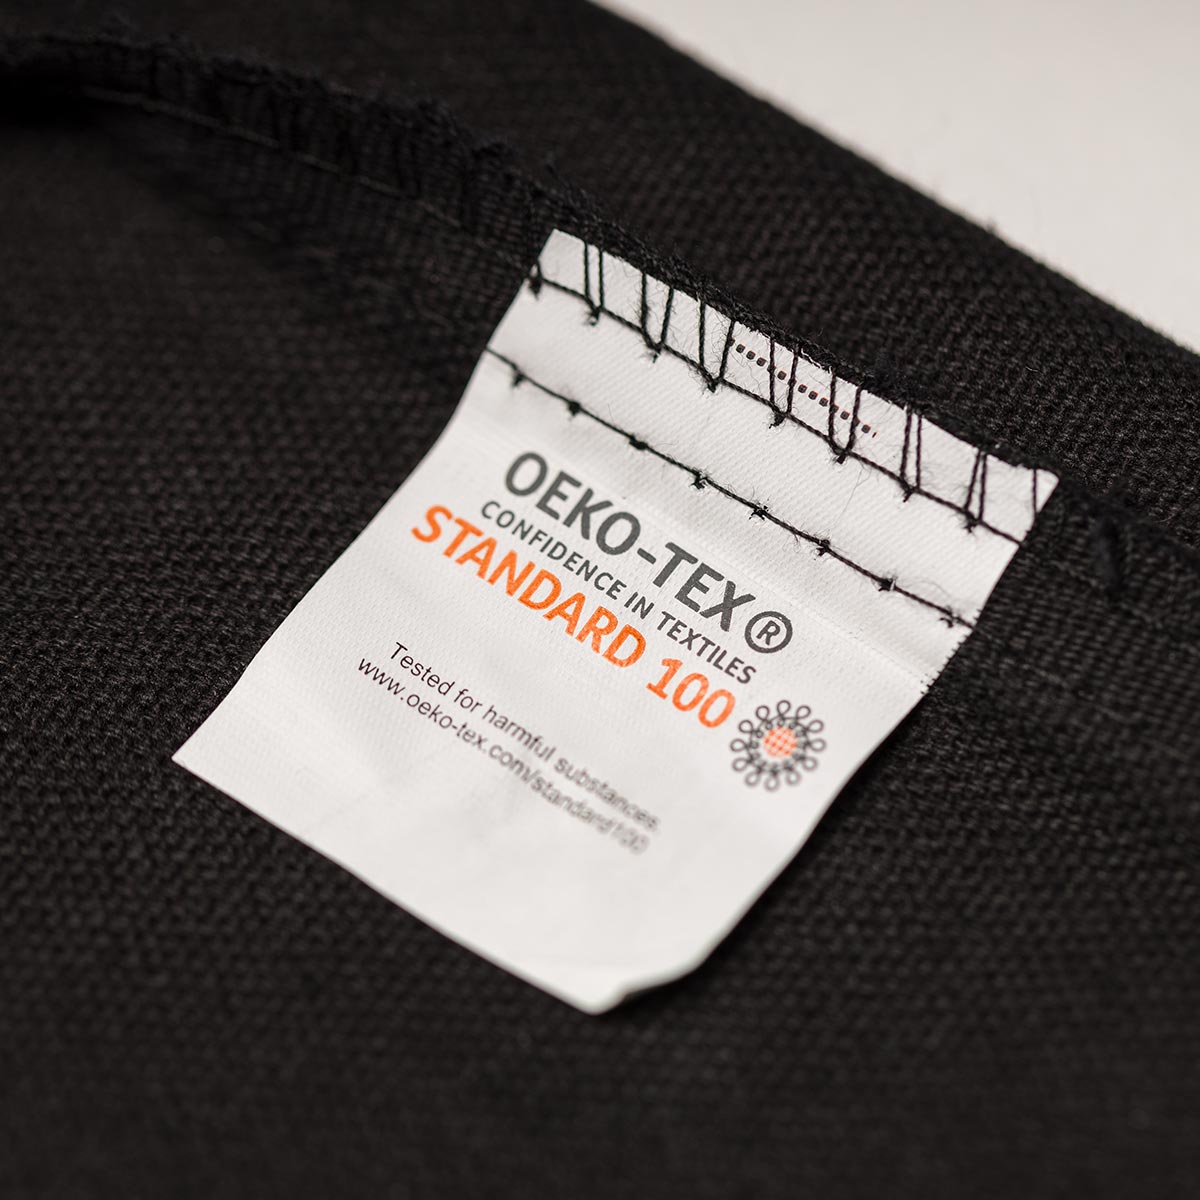 OEKO-TEX®
CONFIDENCE IN TEXTILES
STANDARD 100
Tested for harmful substances.
www.oeko-tex.com/standard100